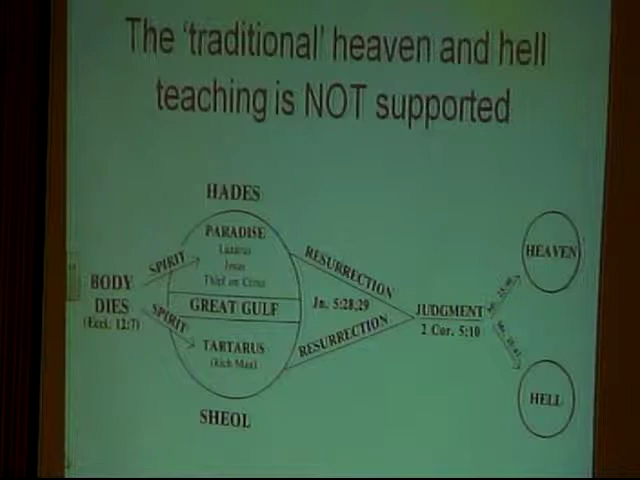 The 'traditional' heaven and hell
teaching is NOT supported
HADES
PARADISE
Lazarus
Jesus
Thief on Cross
SPIRIT
BODY
DIES
(Eccl. 12:7)
GREAT GULF
SPIRIT
TARTARUS
(Rich Man)
SHEOL
RESURRECTION
Jn. 5:28,29
RESURRECTION
JUDGMENT
2 Cor. 5:10
HEAVEN
HELL